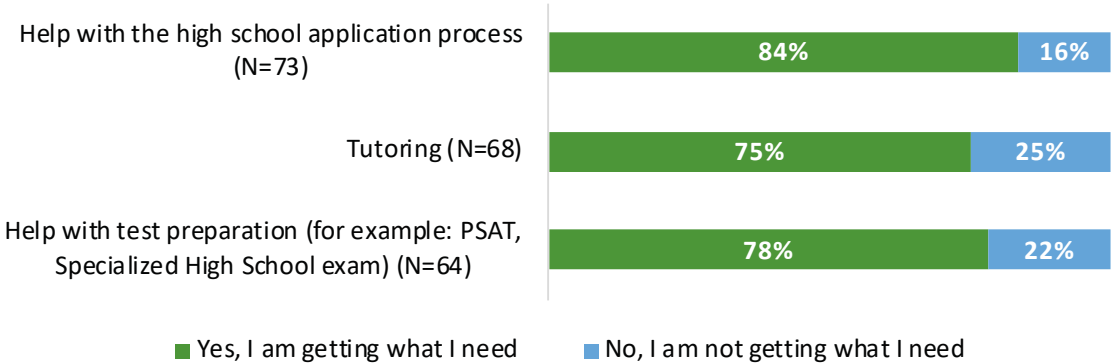 Help with the high school application process
(N=73)
84%
16%
Tutoring (N=68)
75%
25%
Help with test preparation (for example: PSAT,
Specialized High School exam) (N=64)
78%
22%
Yes, I am getting what I need
No, I am not getting what I need